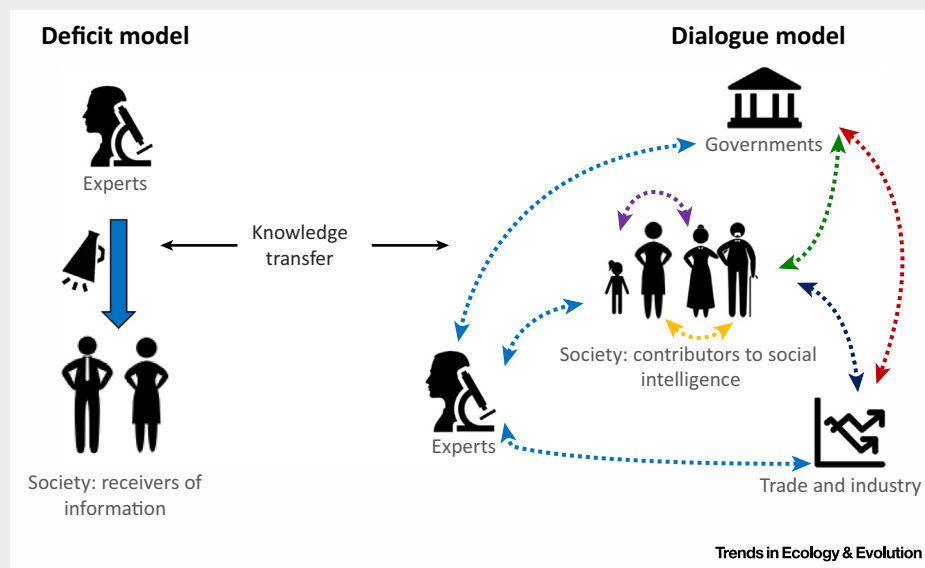 Deficit model
Experts
Society: receivers of
information
Knowledge
transfer
Dialogue model
Governments
Society: contributors to social
intelligence
Experts
Trade and industry
Trends in Ecology & Evolution